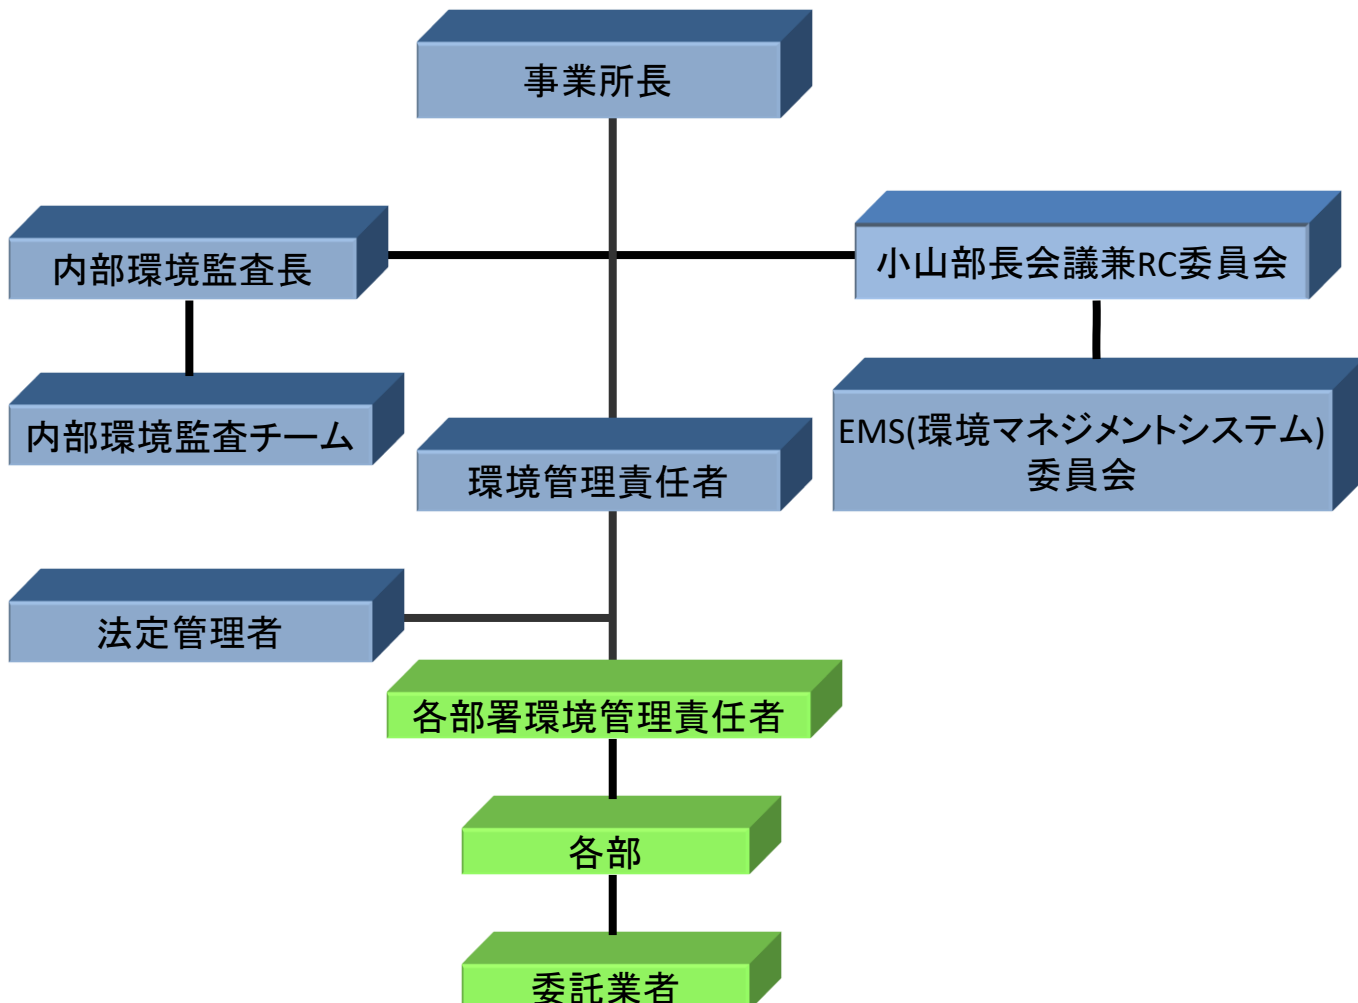 事業所長
内部環境監査長
小山部長会議兼RC委員会
内部環境監査チーム
EMS(環境マネジメントシステム)
委員会
環境管理責任者
法定管理者
各部署環境管理責任者
各部
委託業者